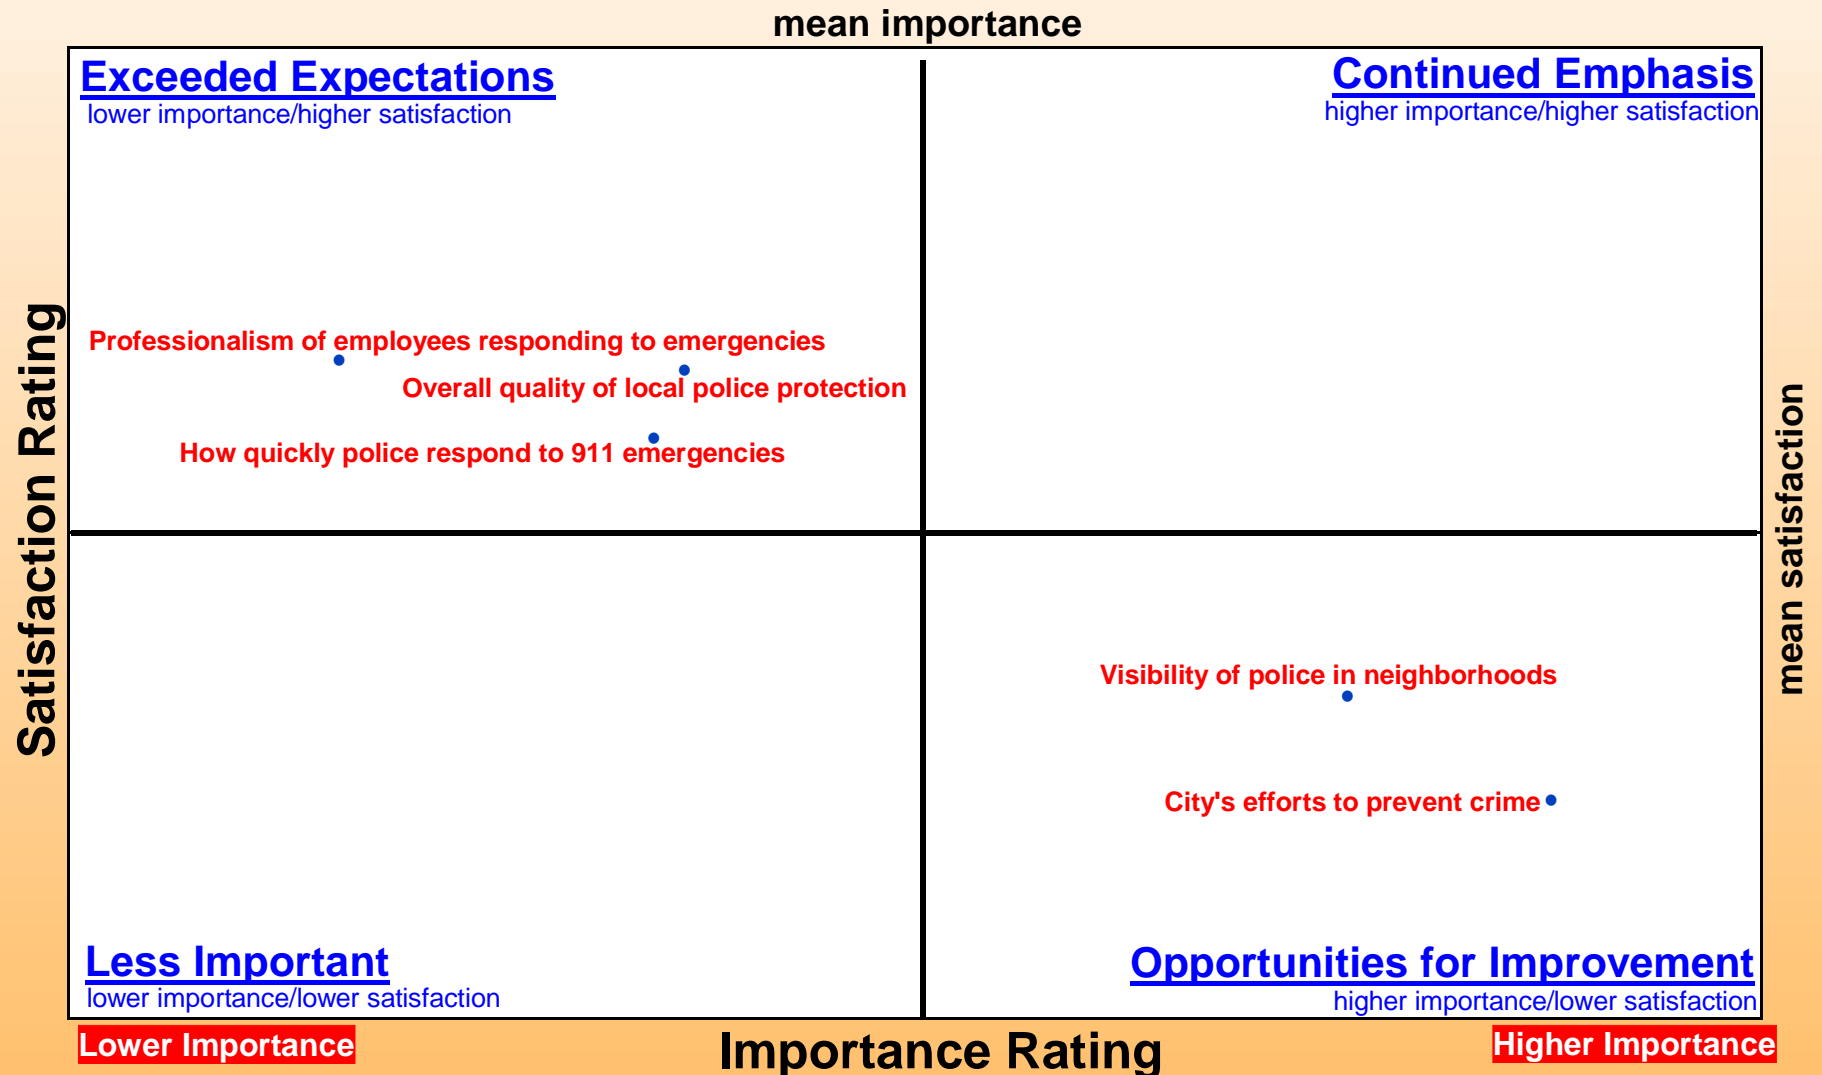 mean importance
Exceeded Expectations
lower importance/higher satisfaction
Continued Emphasis
higher importance/higher satisfaction
Satisfaction Rating
Professionalism of employees responding to emergencies
Overall quality of local police protection
How quickly police respond to 911 emergencies
mean satisfaction
Visibility of police in neighborhoods
City's efforts to prevent crime
Less Important
lower importance/lower satisfaction
Opportunities for Improvement
higher importance/lower satisfaction
Lower Importance
Importance Rating
Higher Importance